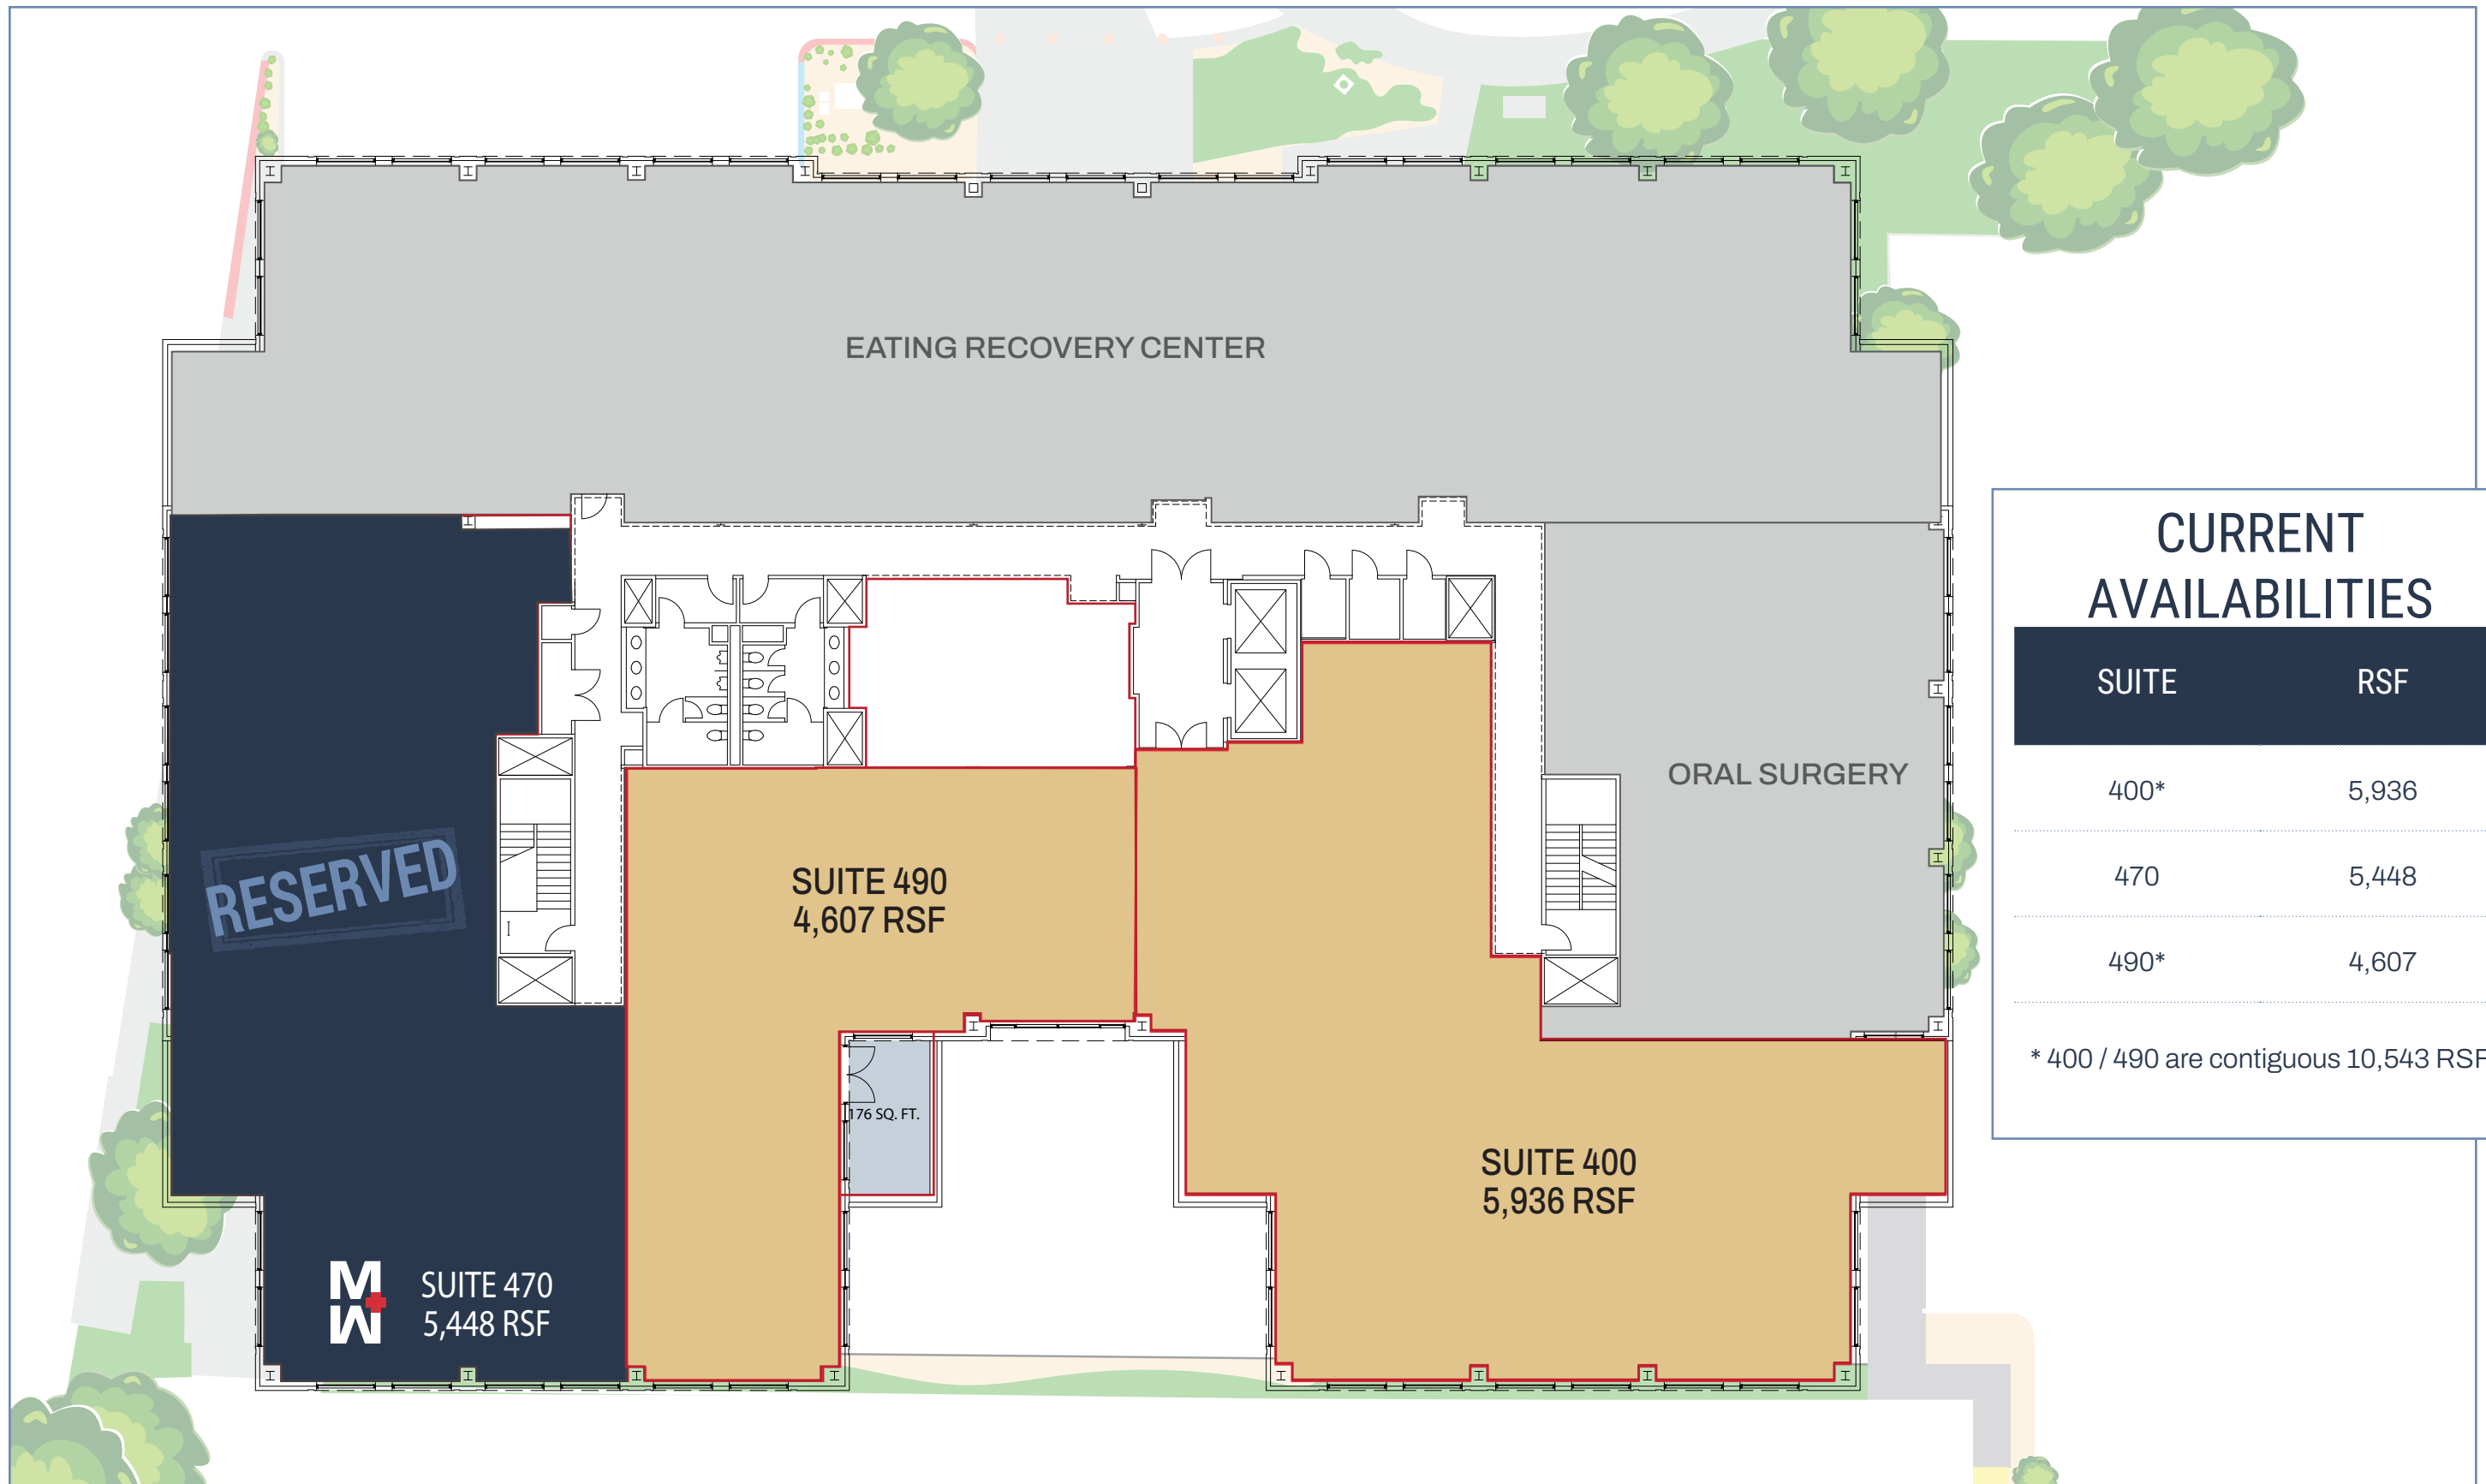 EATING RECOVERY CENTER
CURRENT
AVAILABILITIES
SUITE RSF
400* 5,936
470 5,448
490* 4,607
* 400 / 490 are contiguous 10,543 RSF
ORAL SURGERY
RESERVED
SUITE 490
4,607 RSF
176 SQ. FT.
SUITE 400
5,936 RSF
M
W
SUITE 470
5,448 RSF